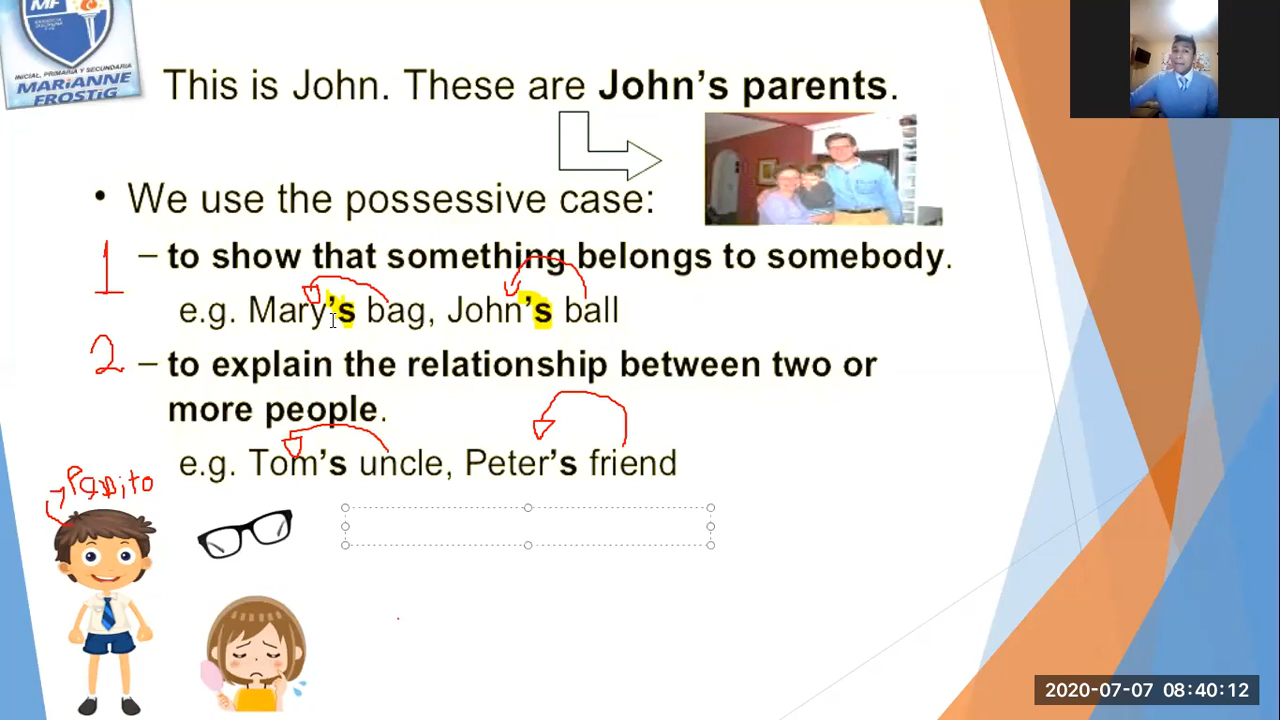 MF
INICIAL, PRIMARIA Y SECUNDARIA
MARIANNE
FROSTIG
This is John. These are John's parents.
• We use the possessive case:
1 – to show that something belongs to somebody.
e.g. Mary's bag, John's ball
2 – to explain the relationship between two or
more people.
e.g. Tom's uncle, Peter's friend
2020-07-07 08:40:12